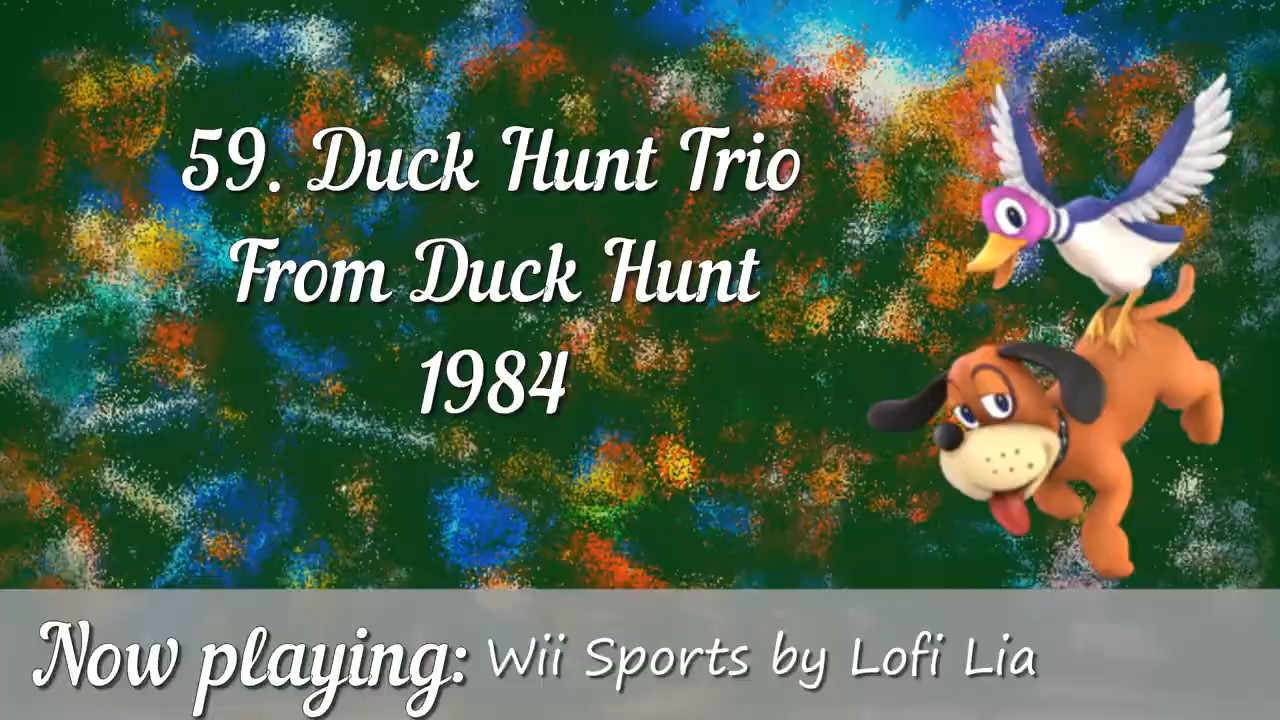 59. Duck Hunt Trio
From Duck Hunt
1984
Now playing: Wii Sports by Lofi Lia